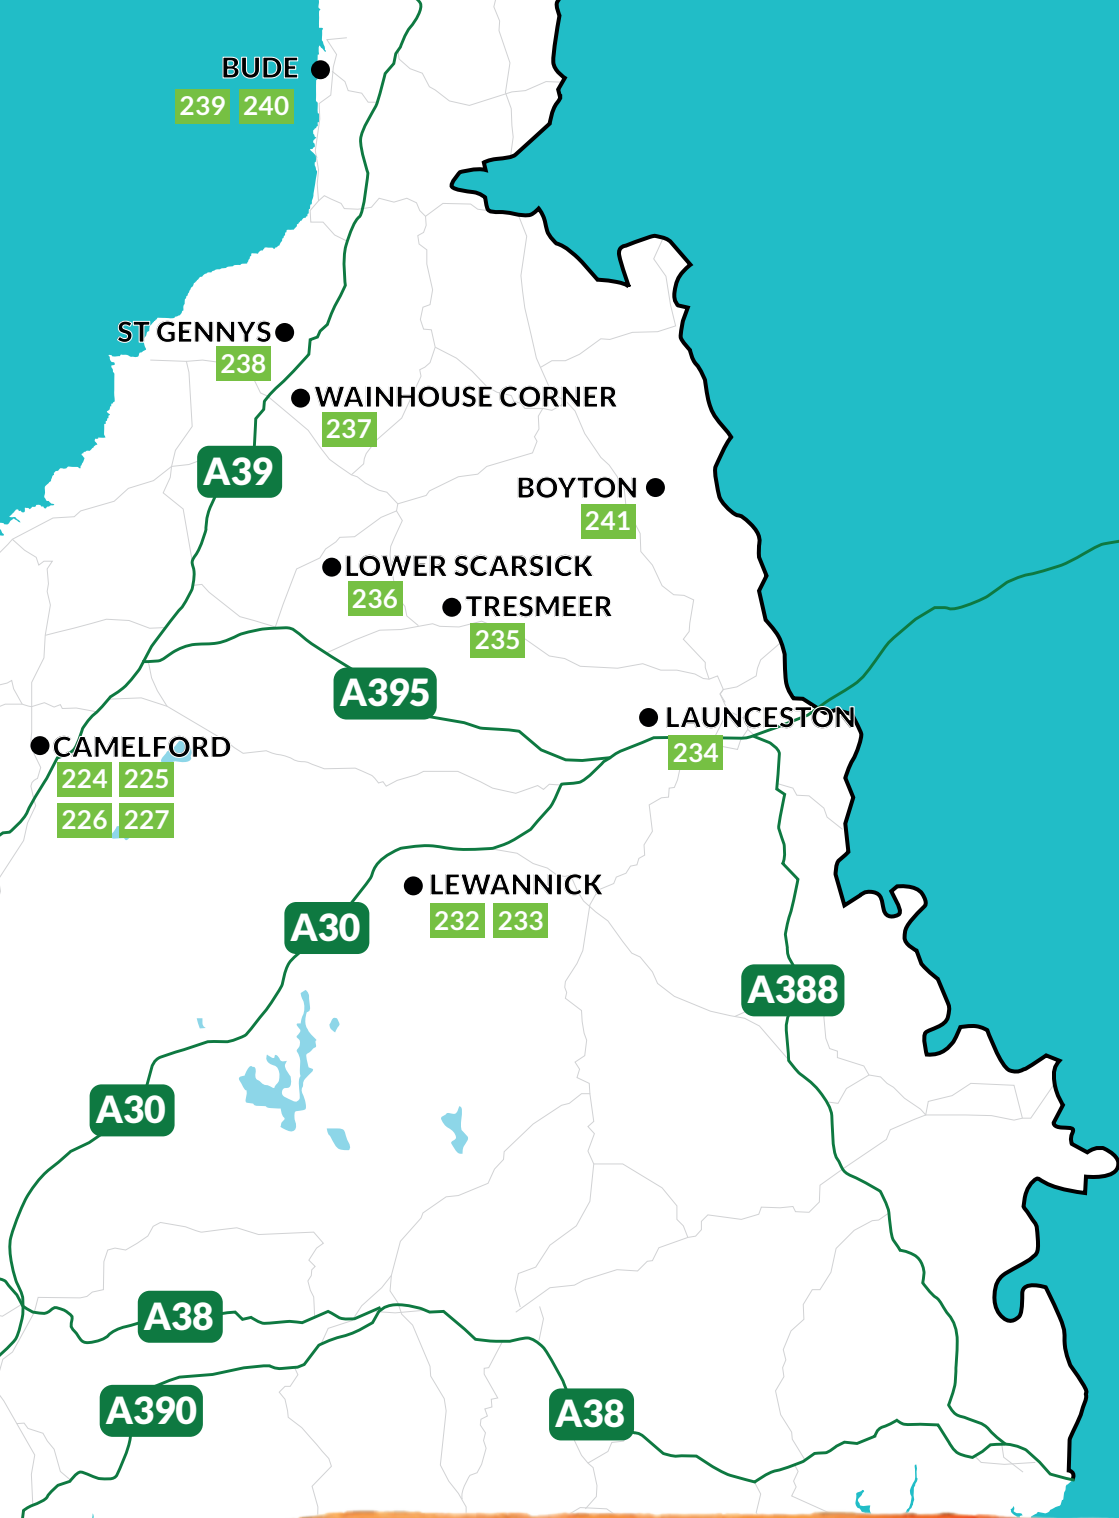 BUDE
239 240
ST GENNYS
238
WAINHOUSE CORNER
237
A39
BOYTON
241
LOWER SCARSICK
236
TRESMEER
235
A395
LAUNCESTON
234
CAMELFORD
224 225
226 227
LEWANNICK
232 233
A30
A388
A30
A38
A390
A38